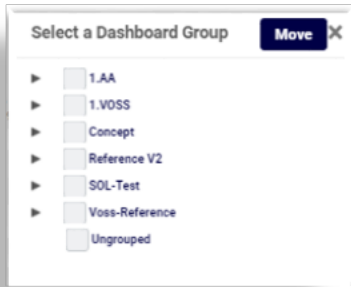 Select a Dashboard Group
Move
1.AA
1.VOSS
Concept
Reference V2
SOL-Test
Voss-Reference
Ungrouped